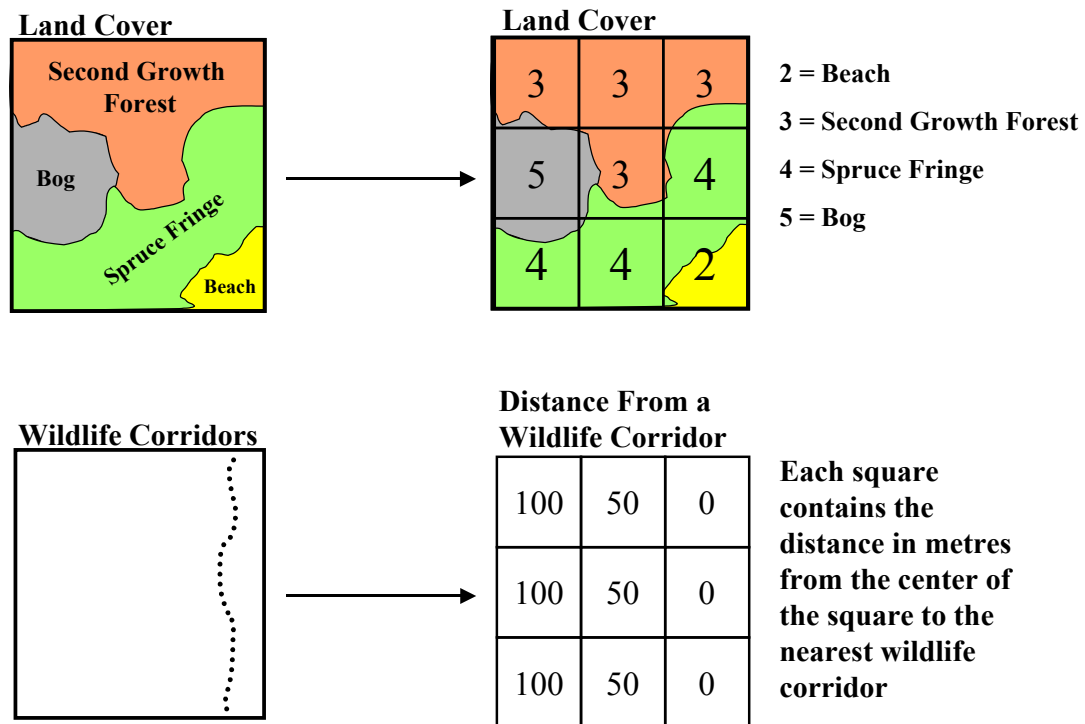 Land Cover
Second Growth
Forest
Bog
Spruce Fringe
Beach
Land Cover
3 3 3
5 3 4
4 4 2
2 = Beach
3 = Second Growth Forest
4 = Spruce Fringe
5 = Bog
Wildlife Corridors
Distance From a
Wildlife Corridor
100 50 0
100 50 0
100 50 0
Each square
contains the
distance in metres
from the center of
the square to the
nearest wildlife
corridor